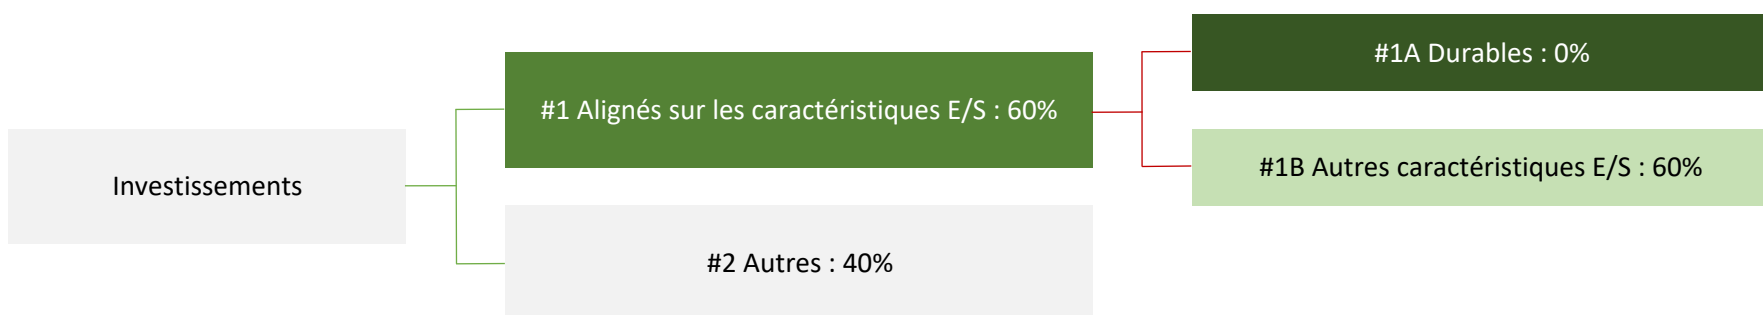 Investissements
#1 Alignés sur les caractéristiques E/S : 60%
#2 Autres : 40%
#1A Durables : 0%
#1B Autres caractéristiques E/S : 60%